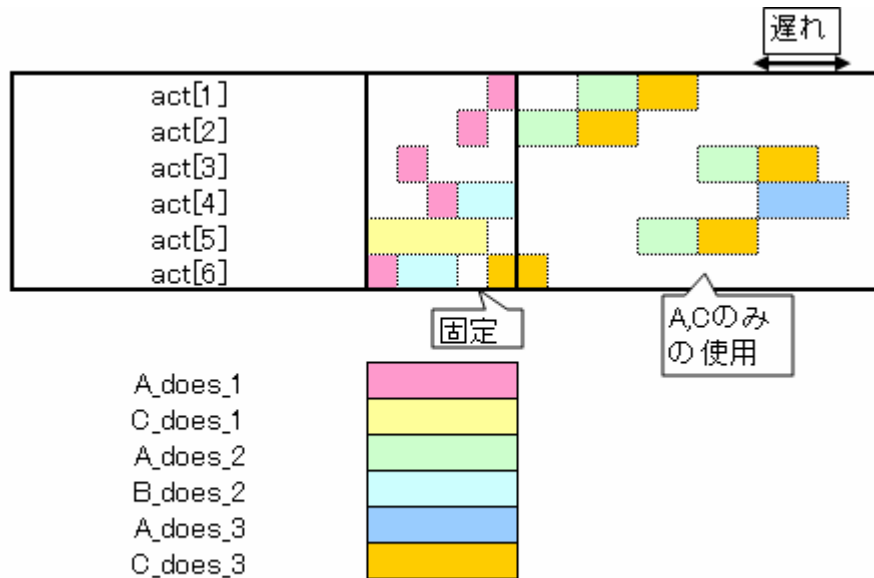 遅れ
act[1]
act[2]
act[3]
act[4]
act[5]
act[6]
固定
A,Cのみ
の使用
A_does_1
C_does_1
A_does_2
B_does_2
A_does_3
C_does_3